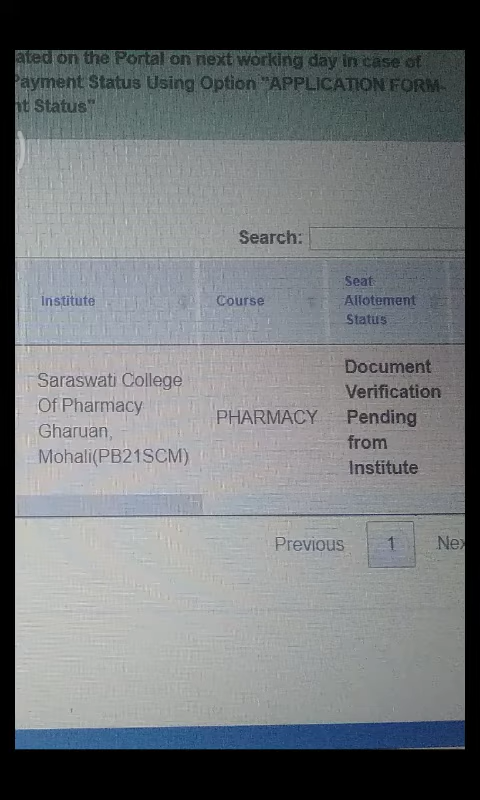 ated on the Portal on next working day in case of
Payment Status Using Option "APPLICATION FORM-
nt Status"
)
Search:
Institute
Course
Seat
Allotement
Status
Saraswati College
Of Pharmacy
Gharuan,
Mohali(PB21SCM)
PHARMACY
Document
Verification
Pending
from
Institute
Previous
1
Nex